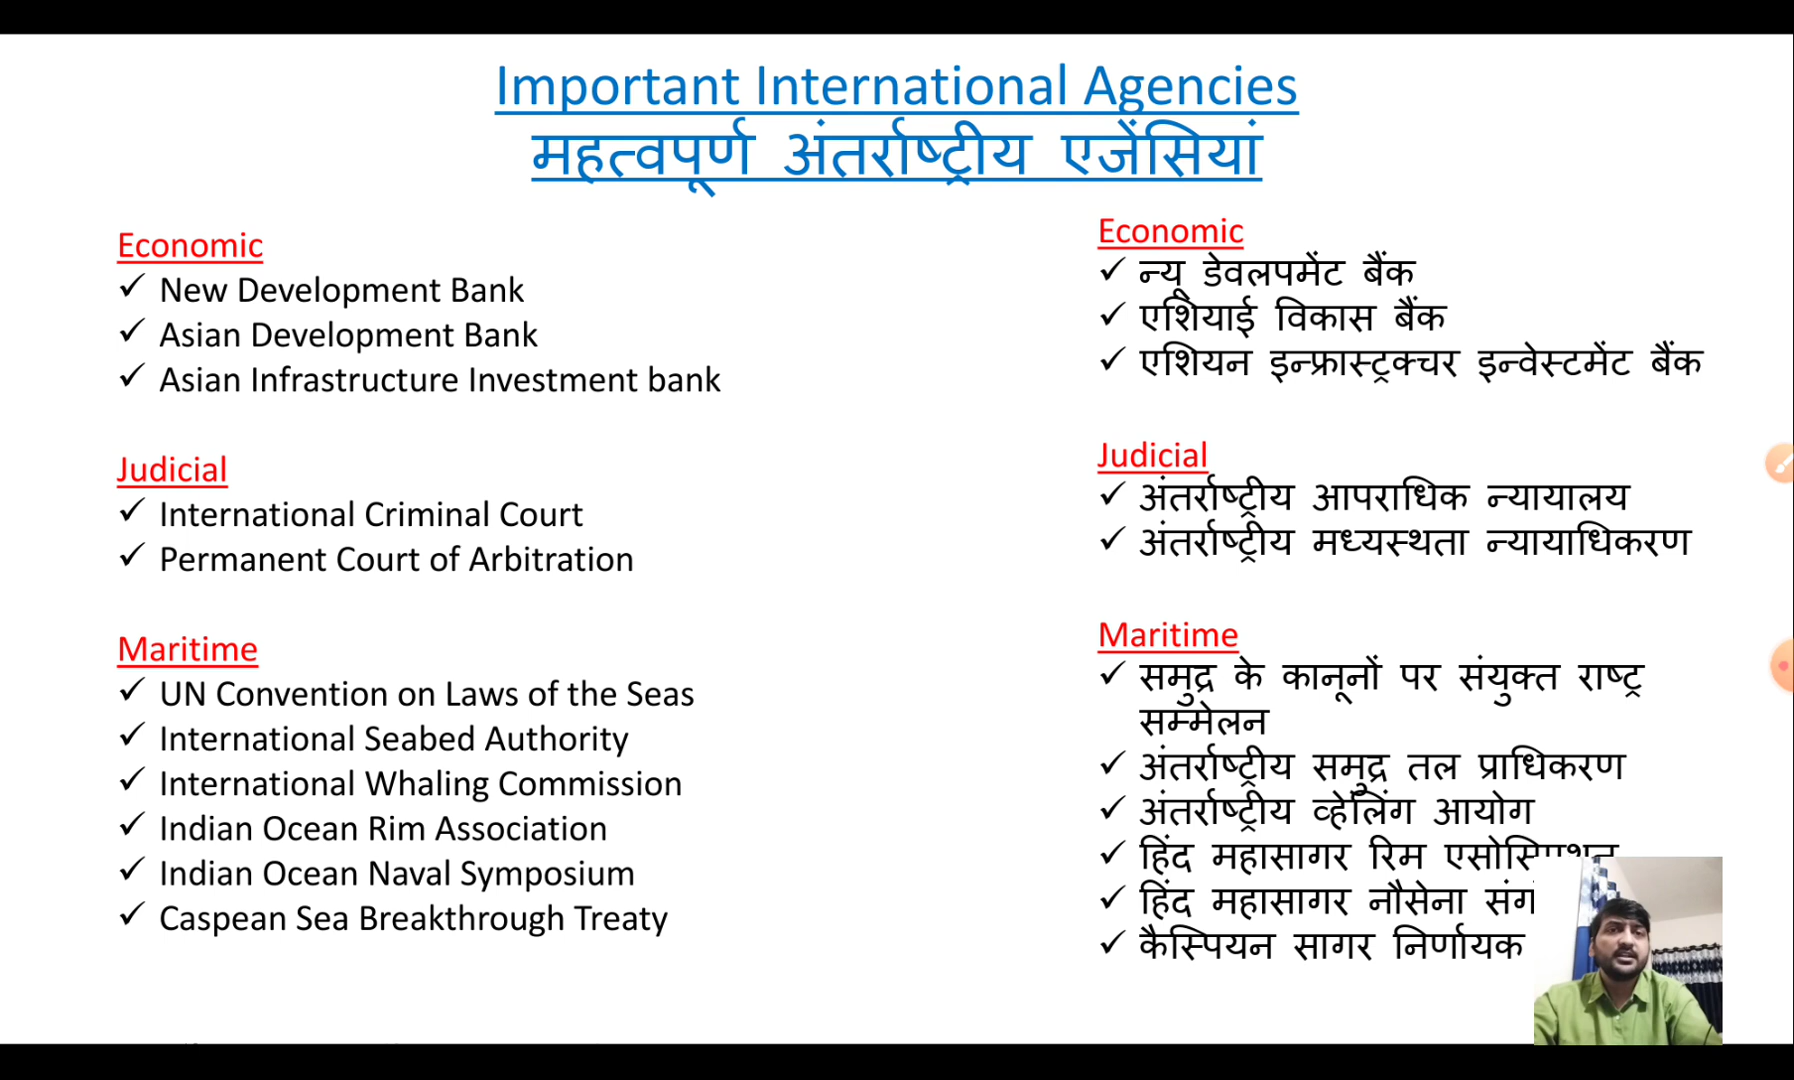 Important International Agencies
महत्वपूर्ण अंतर्राष्ट्रीय एजेंसियां
Economic
✓ New Development Bank
✓ Asian Development Bank
✓ Asian Infrastructure Investment bank
Judicial
✓ International Criminal Court
✓ Permanent Court of Arbitration
Maritime
✓ UN Convention on Laws of the Seas
✓ International Seabed Authority
✓ International Whaling Commission
✓ Indian Ocean Rim Association
✓ Indian Ocean Naval Symposium
✓ Caspean Sea Breakthrough Treaty
Economic
✓ न्यू डेवलपमेंट बैंक
✓ एशियाई विकास बैंक
✓ एशियन इन्फ्रास्ट्रक्चर इन्वेस्टमेंट बैंक
Judicial
✓ अंतर्राष्ट्रीय आपराधिक न्यायालय
✓ अंतर्राष्ट्रीय मध्यस्थता न्यायाधिकरण
Maritime
✓ समुद्र के कानूनों पर संयुक्त राष्ट्र
सम्मेलन
✓ अंतर्राष्ट्रीय समुद्र तल प्राधिकरण
✓ अंतर्राष्ट्रीय व्हेलिंग आयोग
✓ हिंद महासागर रिम
✓ हिंद महासागर नौसेना
✓ कैस्पियन सागर निर्णायक